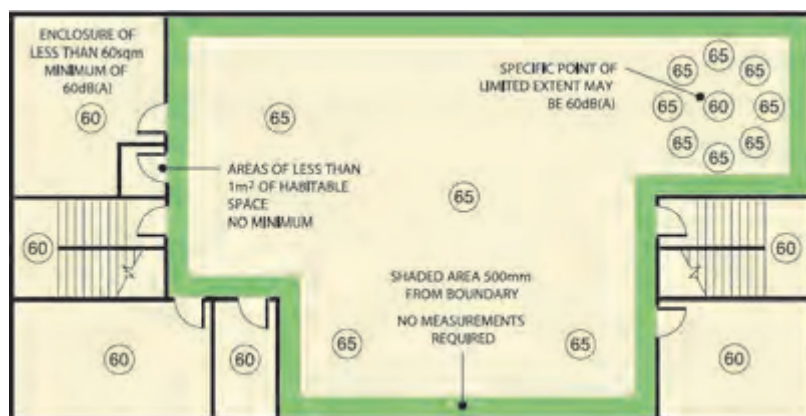 ENCLOSURE OF
LESS THAN 60sqm
MINIMUM OF
60dB(A)
60
65
SPECIFIC POINT OF
LIMITED EXTENT MAY
BE 60dB(A)
65
65
65
65
60
65
65
65
65
AREAS OF LESS THAN
1m² OF HABITABLE
SPACE
NO MINIMUM
65
60
60
SHADED AREA 500mm
FROM BOUNDARY
NO MEASUREMENTS
REQUIRED
60
60
65
65
60